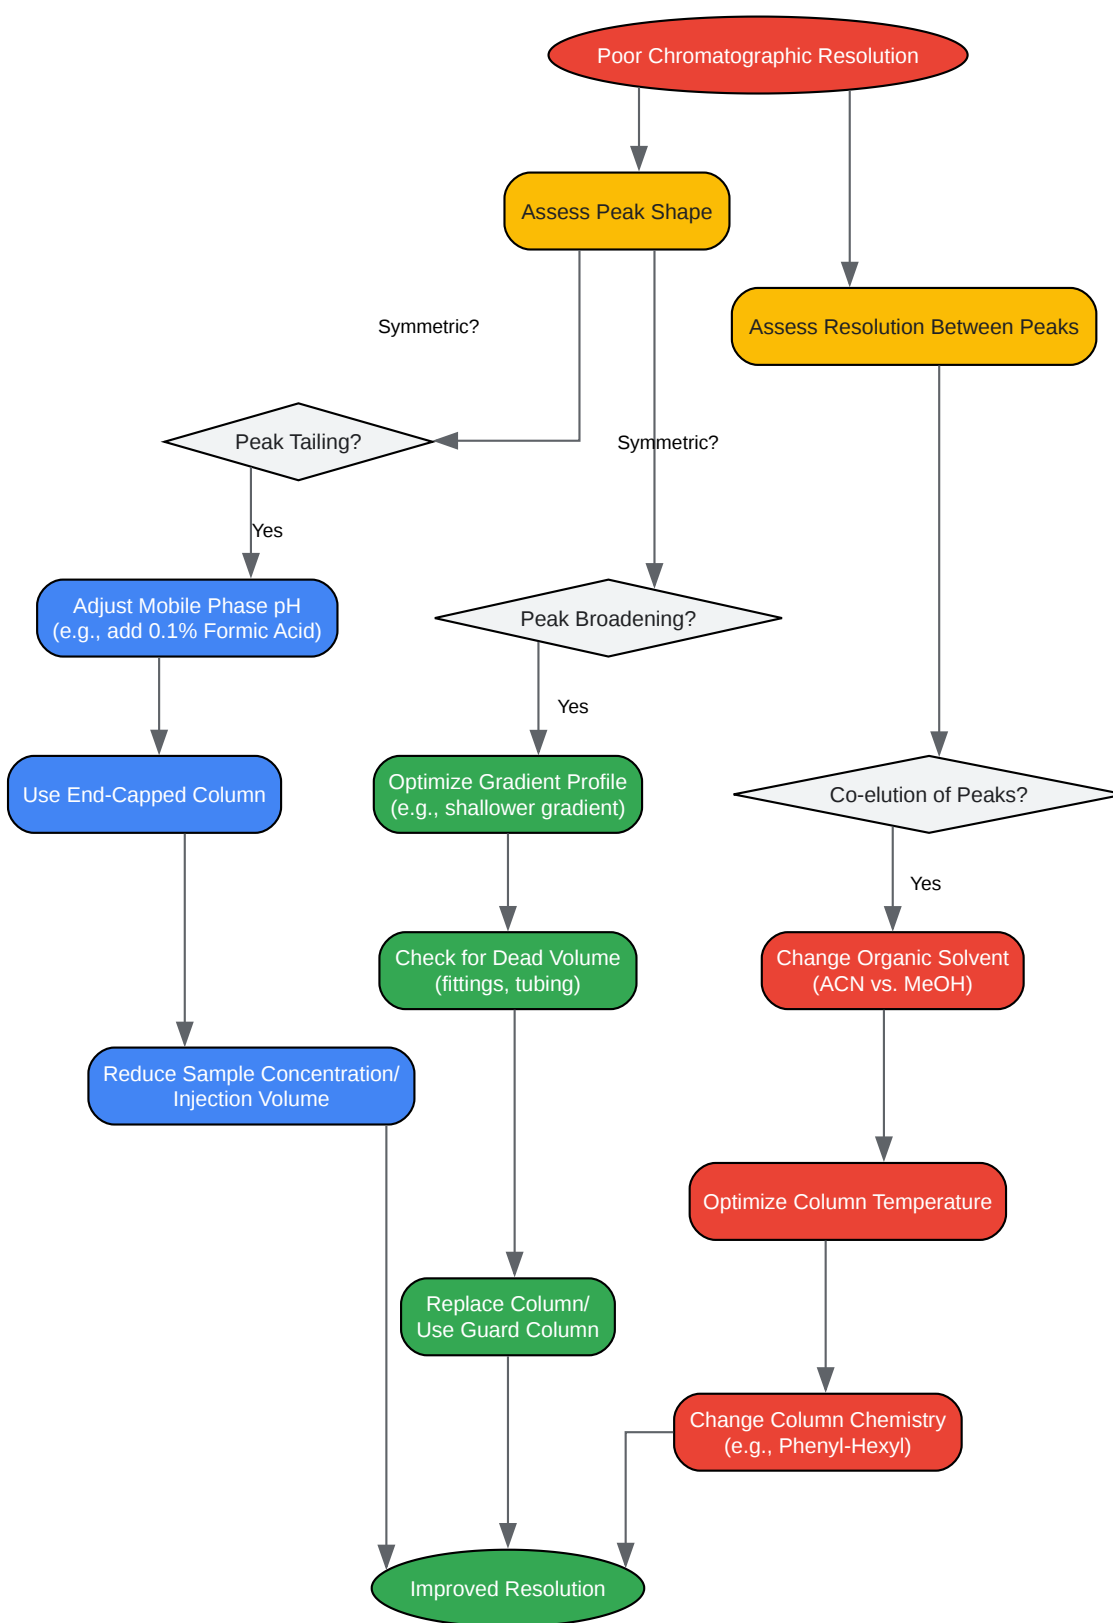 Poor Chromatographic Resolution
Assess Peak Shape
Assess Resolution Between Peaks
Symmetric?
Peak Tailing?
Symmetric?
Yes
Adjust Mobile Phase pH
(e.g., add 0.1% Formic Acid)
Peak Broadening?
Yes
Use End-Capped Column
Optimize Gradient Profile
(e.g., shallower gradient)
Co-elution of Peaks?
Yes
Check for Dead Volume
(fittings, tubing)
Change Organic Solvent
(ACN vs. MeOH)
Reduce Sample Concentration/
Injection Volume
Optimize Column Temperature
Replace Column/
Use Guard Column
Change Column Chemistry
(e.g., Phenyl-Hexyl)
Improved Resolution